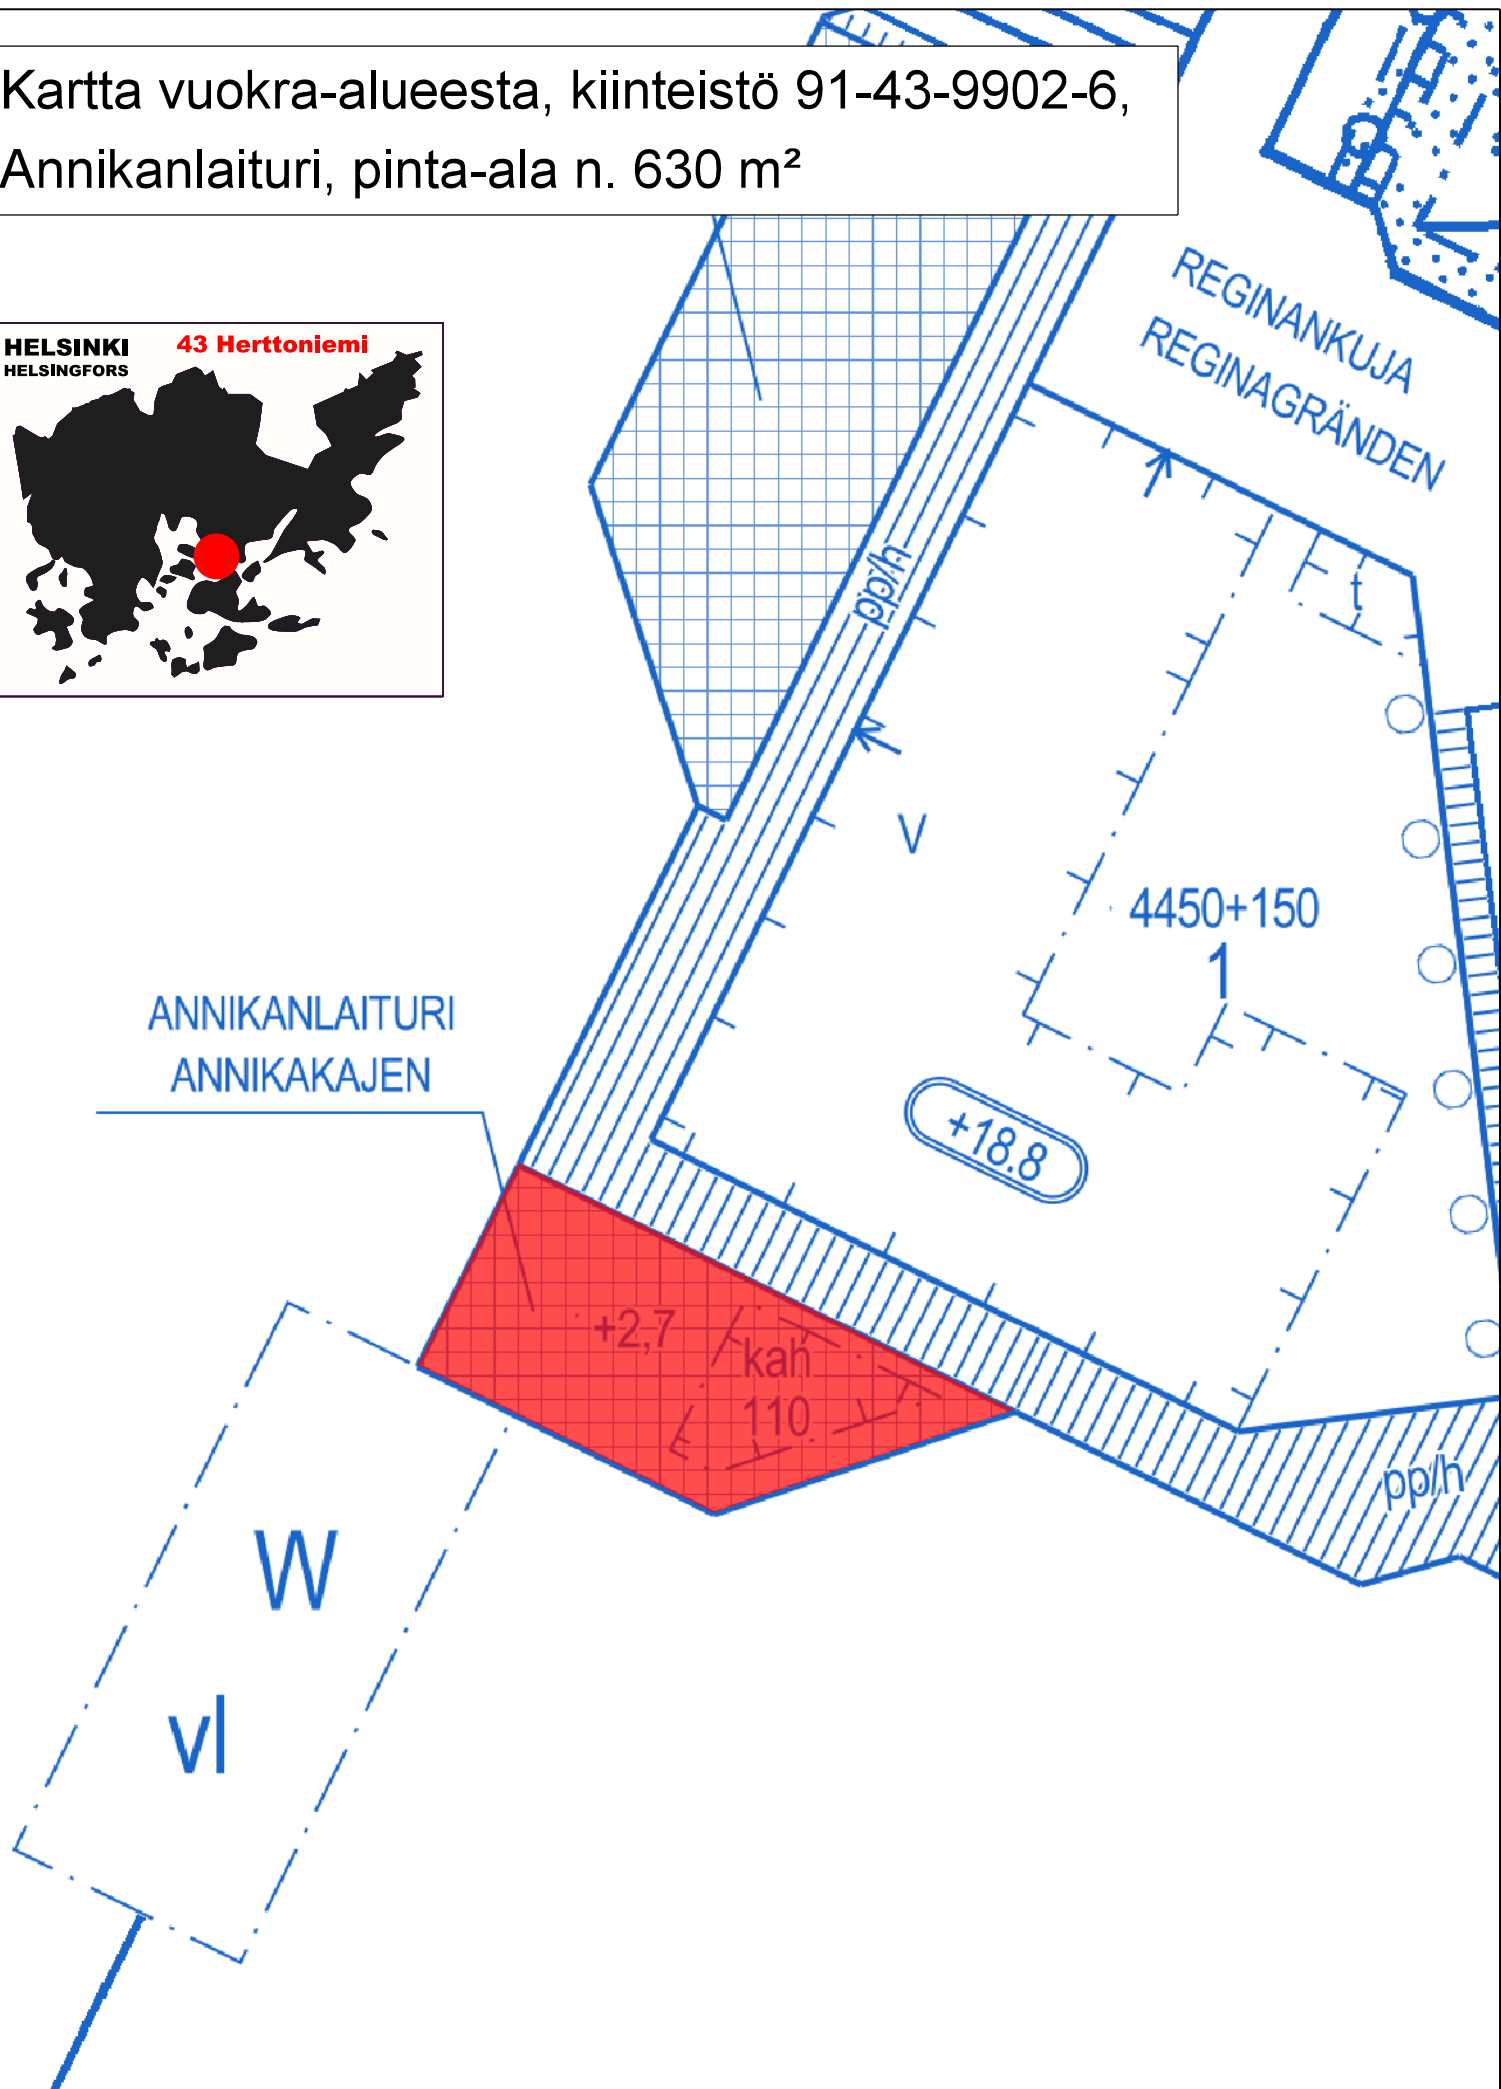 Kartta vuokra-alueesta, kiinteistö 91-43-9902-6,
Annikanlaituri, pinta-ala n. 630 m²
HELSINKI
HELSINGFORS
43 Herttoniemi
REGINANKUJA
REGINAGRÄNDEN
pp/h
t
v
4450+150
1
ANNIKANLAITURI
ANNIKAKAJEN
+18.8
+2,7
kah
110
pp/h
W
vl